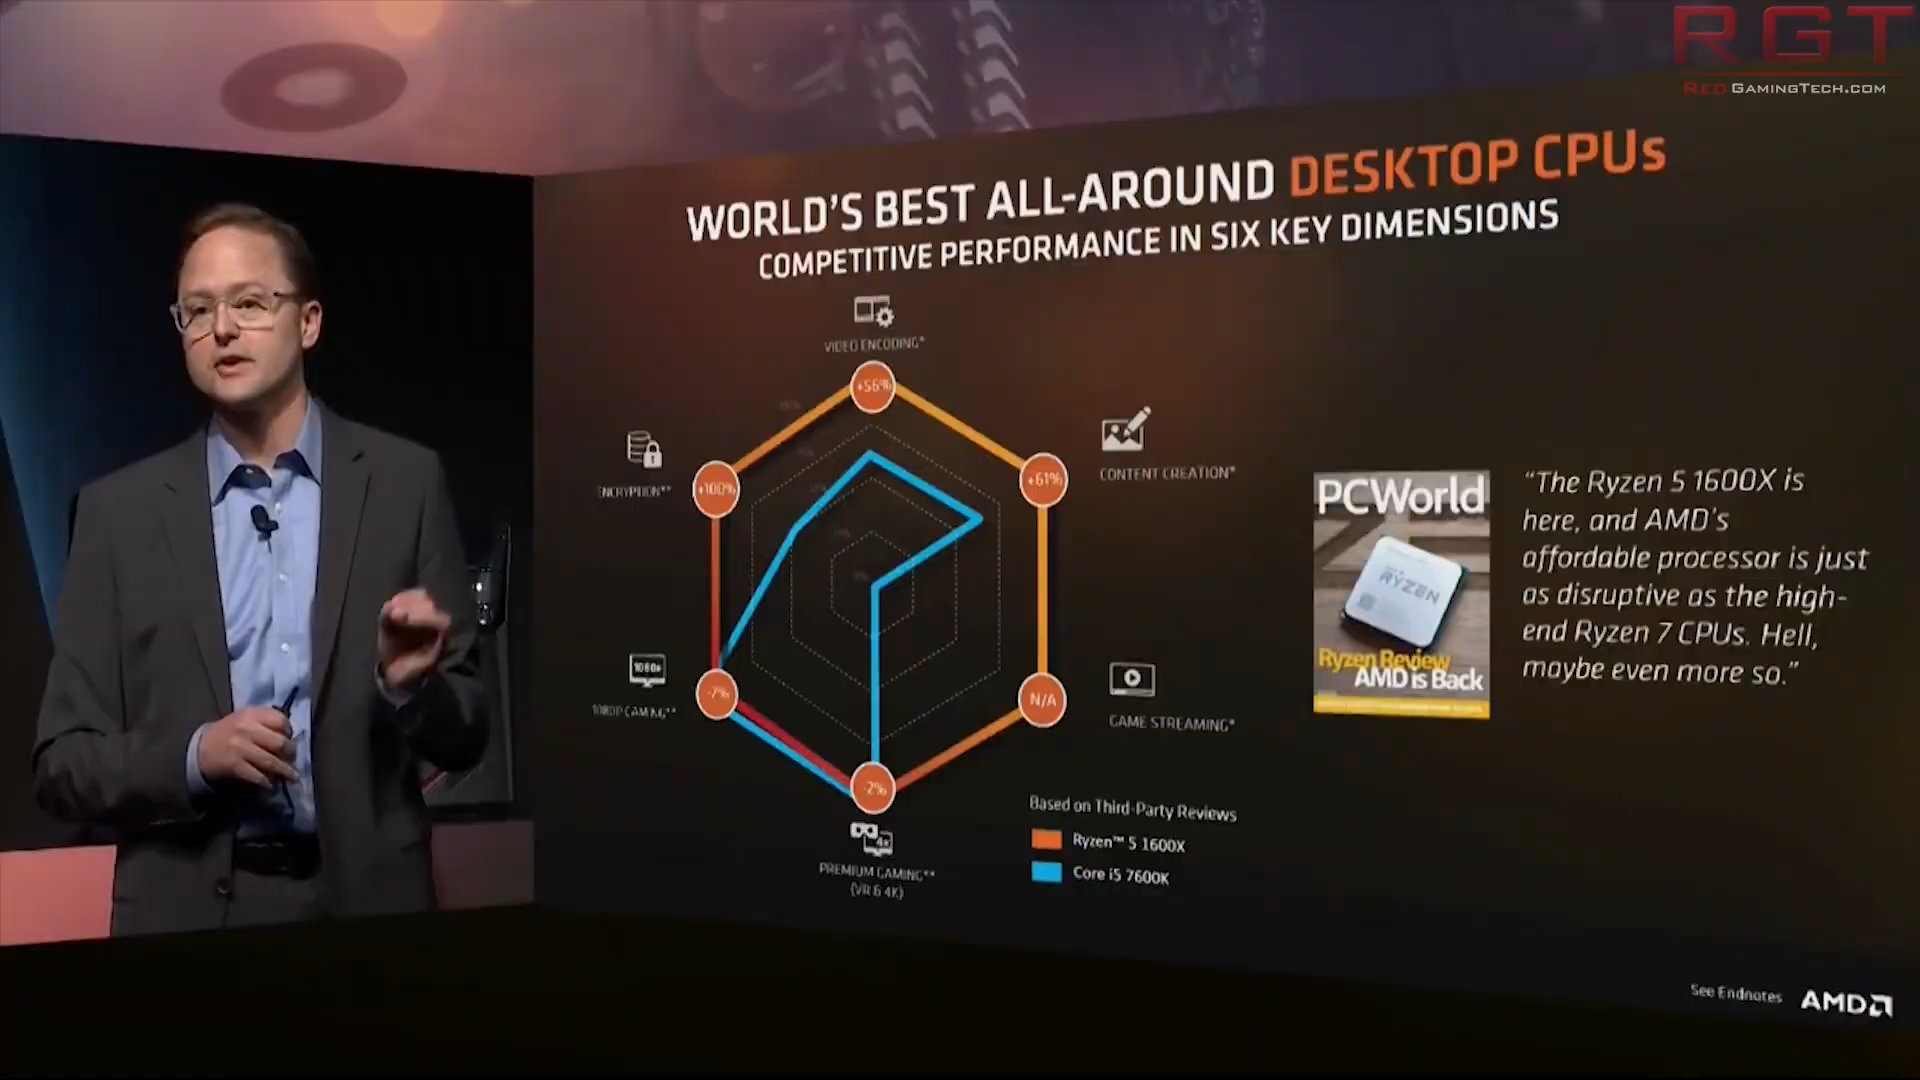 RGT
RedGamingTech.com
WORLD'S BEST ALL-AROUND DESKTOP CPUs
COMPETITIVE PERFORMANCE IN SIX KEY DIMENSIONS
VIDEO ENCODING*
+56%
CONTENT CREATION*
+61%
ENCRYPTION**
+100%
PCWorld
RYZEN
Ryzen Review
AMD is Back
"The Ryzen 5 1600X is
here, and AMD's
affordable processor is just
as disruptive as the high-
end Ryzen 7 CPUs. Hell,
maybe even more so."
1080+
1080P GAMING**
-7%
N/A
GAME STREAMING*
-2%
4K
PREMIUM GAMING**
(VR & 4K)
Based on Third-Party Reviews
Ryzen™ 5 1600X
Core i5 7600K
See Endnotes
AMD